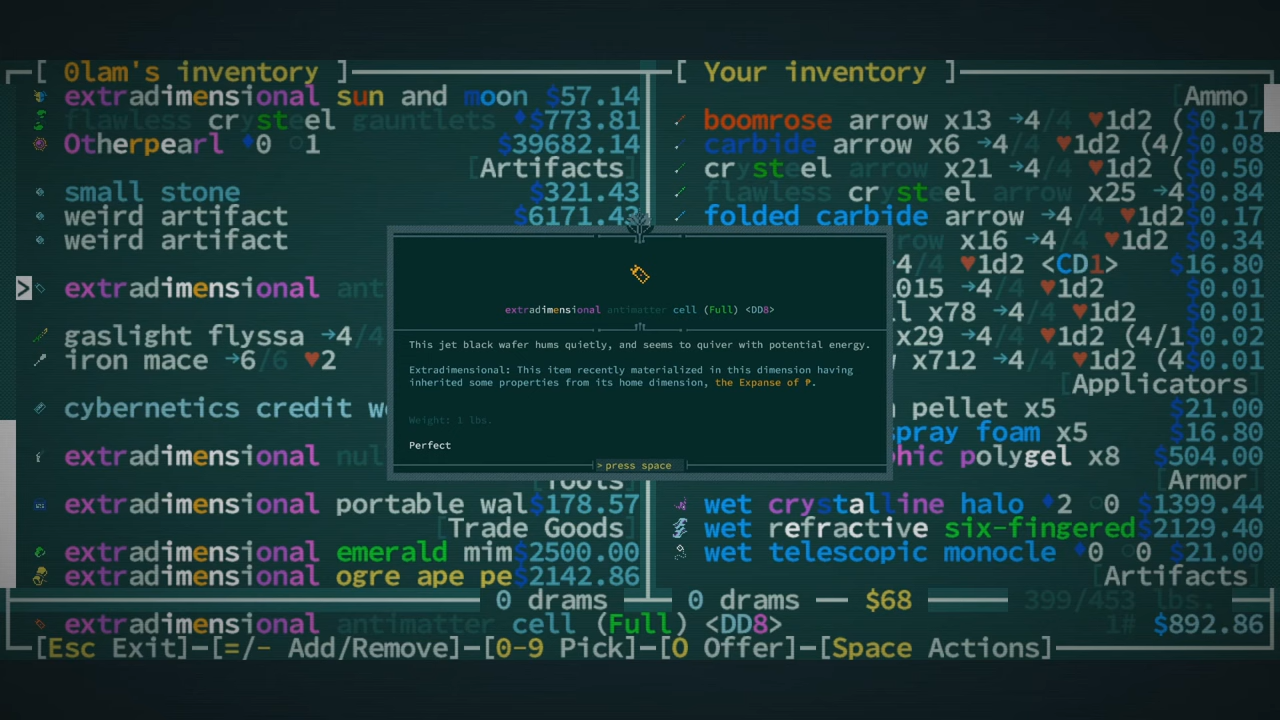 [ 0lam's inventory ]
extradimensional sun and moon $57.14
flawless crysteel gauntlets ♦$773.81
Otherpearl ♦0 ○1 $39682.14
[Artifacts]
small stone $321.43
weird artifact $6171.43
weird artifact
> extradimensional
gaslight flyssa →4/4
iron mace →6/6 ♥2
cybernetics credit
extradimensional
extradimensional portable wal $178.57
[Trade Goods]
extradimensional emerald mim $2500.00
extradimensional ogre ape pe $2142.86
[ Your inventory ]
[Ammo]
boomrose arrow x13 →4/4 ♥1d2 ( $0.17
carbide arrow x6 →4/4 ♥1d2 (4/ $0.08
crysteel arrow x21 →4/4 ♥1d2 ( $0.50
flawless crysteel arrow x25 →4 $0.84
folded carbide arrow →4/4 ♥1d2 $0.17
x16 →4/4 ♥1d2 $0.34
4/4 ♥1d2 <CD1> $16.80
015 →4/4 ♥1d2 $0.01
x78 →4/4 ♥1d2 $0.01
x29 →4/4 ♥1d2 (4/1 $0.02
x712 →4/4 ♥1d2 (4 $0.01
[Applicators]
pellet x5 $21.00
spray foam x5 $16.80
polygel x8 $504.00
[Armor]
wet crystalline halo ♦2 ○0 $1399.44
wet refractive six-fingered $2129.40
wet telescopic monocle ♦0 ○0 $21.00
[Artifacts]
extradimensional antimatter cell (Full) <DD8>
This jet black wafer hums quietly, and seems to quiver with potential energy.
Extradimensional: This item recently materialized in this dimension having
inherited some properties from its home dimension, the Expanse of ₱.
Weight: 1 lbs.
Perfect
> press space
0 drams 0 drams — $68 399/453 lbs.
extradimensional antimatter cell (Full) <DD8> 1# $892.86
[Esc Exit]—[=/- Add/Remove]—[0-9 Pick]—[O Offer]—[Space Actions]